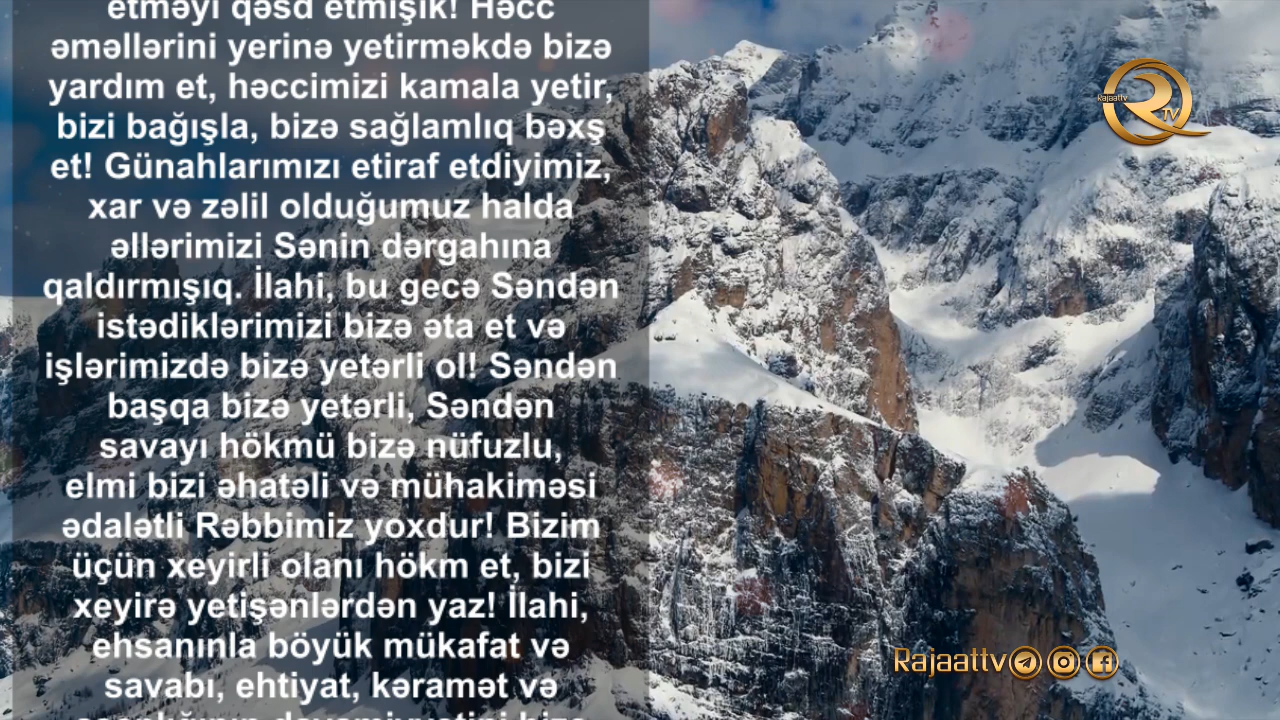 etməyi qəsd etmişik! Həcc
əməllərini yerinə yetirməkdə bizə
yardım et, həccimizi kamala yetir,
bizi bağışla, bizə sağlamlıq bəxş
et! Günahlarımızı etiraf etdiyimiz,
xar və zəlil olduğumuz halda
əllərimizi Sənin dərgahına
qaldırmışıq. İlahi, bu gecə Səndən
istədiklərimizi bizə əta et və
işlərimizdə bizə yetərli ol! Səndən
başqa bizə yetərli, Səndən
savayı hökmü bizə nüfuzlu,
elmi bizi əhatəli və mühakiməsi
ədalətli Rəbbimiz yoxdur! Bizim
üçün xeyirli olanı hökm et, bizi
xeyirə yetişənlərdən yaz! İlahi,
ehsanınla böyük mükafat və
savabı, ehtiyat, kəramət və
Rajaattv
R TV
Rajaattv